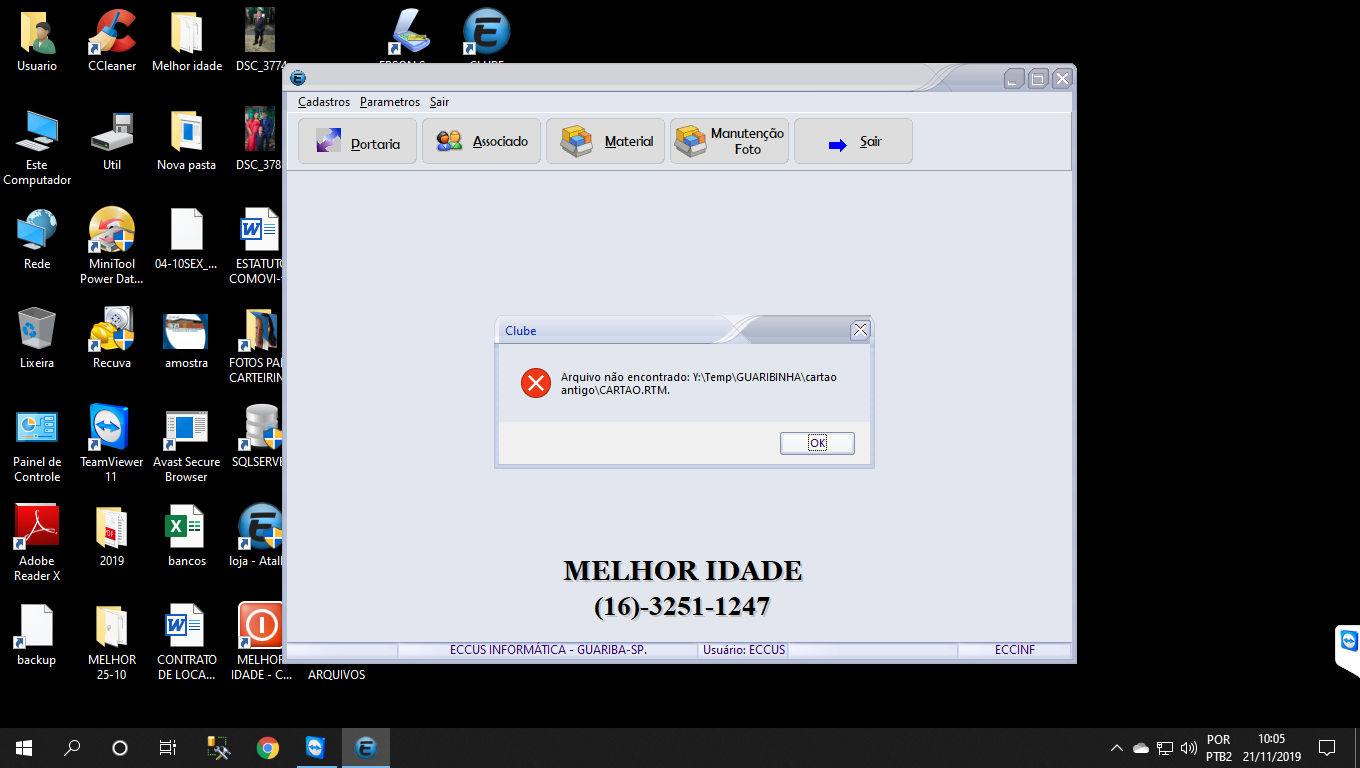 Usuario
CCleaner
Melhor idade
DSC_3774
Este
Computador
Util
Nova pasta
DSC_378
Rede
MiniTool
Power Dat...
04-10SEX_...
ESTATUTO
COMOVI-
Lixeira
Recuva
amostra
FOTOS PA
CARTEIRIN
Painel de
Controle
TeamViewer
11
Avast Secure
Browser
SQLSERVE
Adobe
Reader X
2019
bancos
loja - Atall
backup
MELHOR
25-10
CONTRATO
DE LOCA...
MELHOR
IDADE - C...
ARQUIVOS
Cadastros Parametros Sair
Portaria
Associado
Material
Manutenção
Foto
Sair
Clube
Arquivo não encontrado: Y:\Temp\GUARIBINHA\cartao
antigo\CARTAO.RTM.
OK
MELHOR IDADE
(16)-3251-1247
ECCUS INFORMÁTICA - GUARIBA-SP.
Usuário: ECCUS
ECCINF
POR
PTB2
10:05
21/11/2019